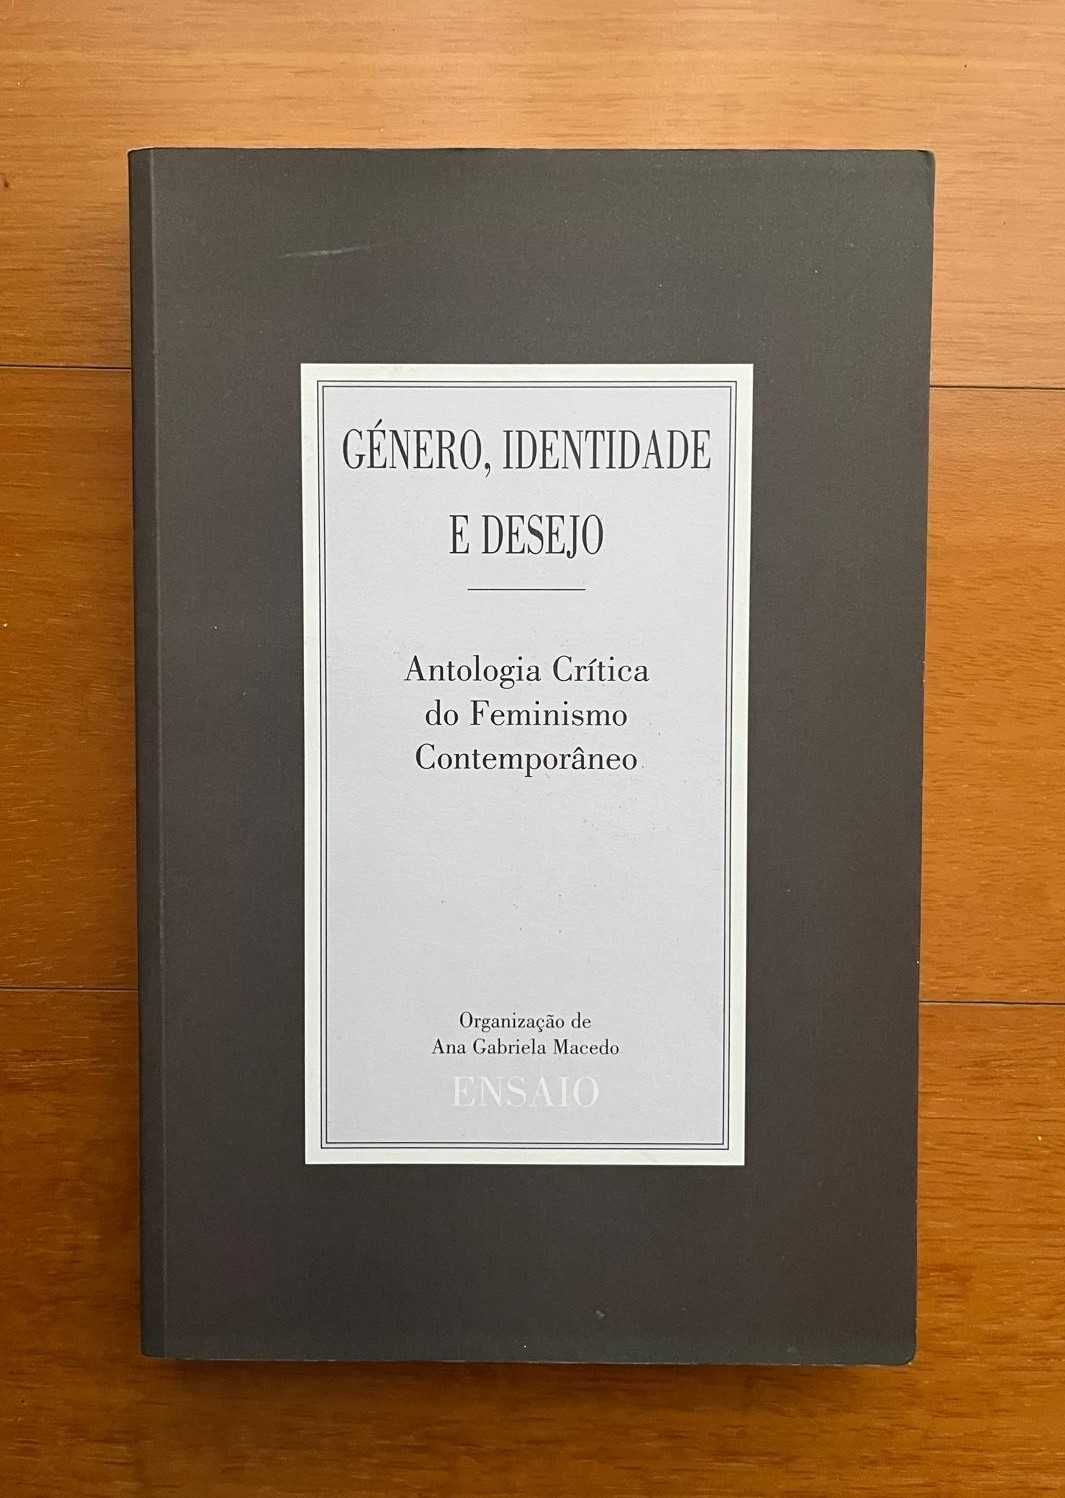 GÉNERO, IDENTIDADE
E DESEJO
Antologia Crítica
do Feminismo
Contemporâneo
Organização de
Ana Gabriela Macedo
ENSAIO